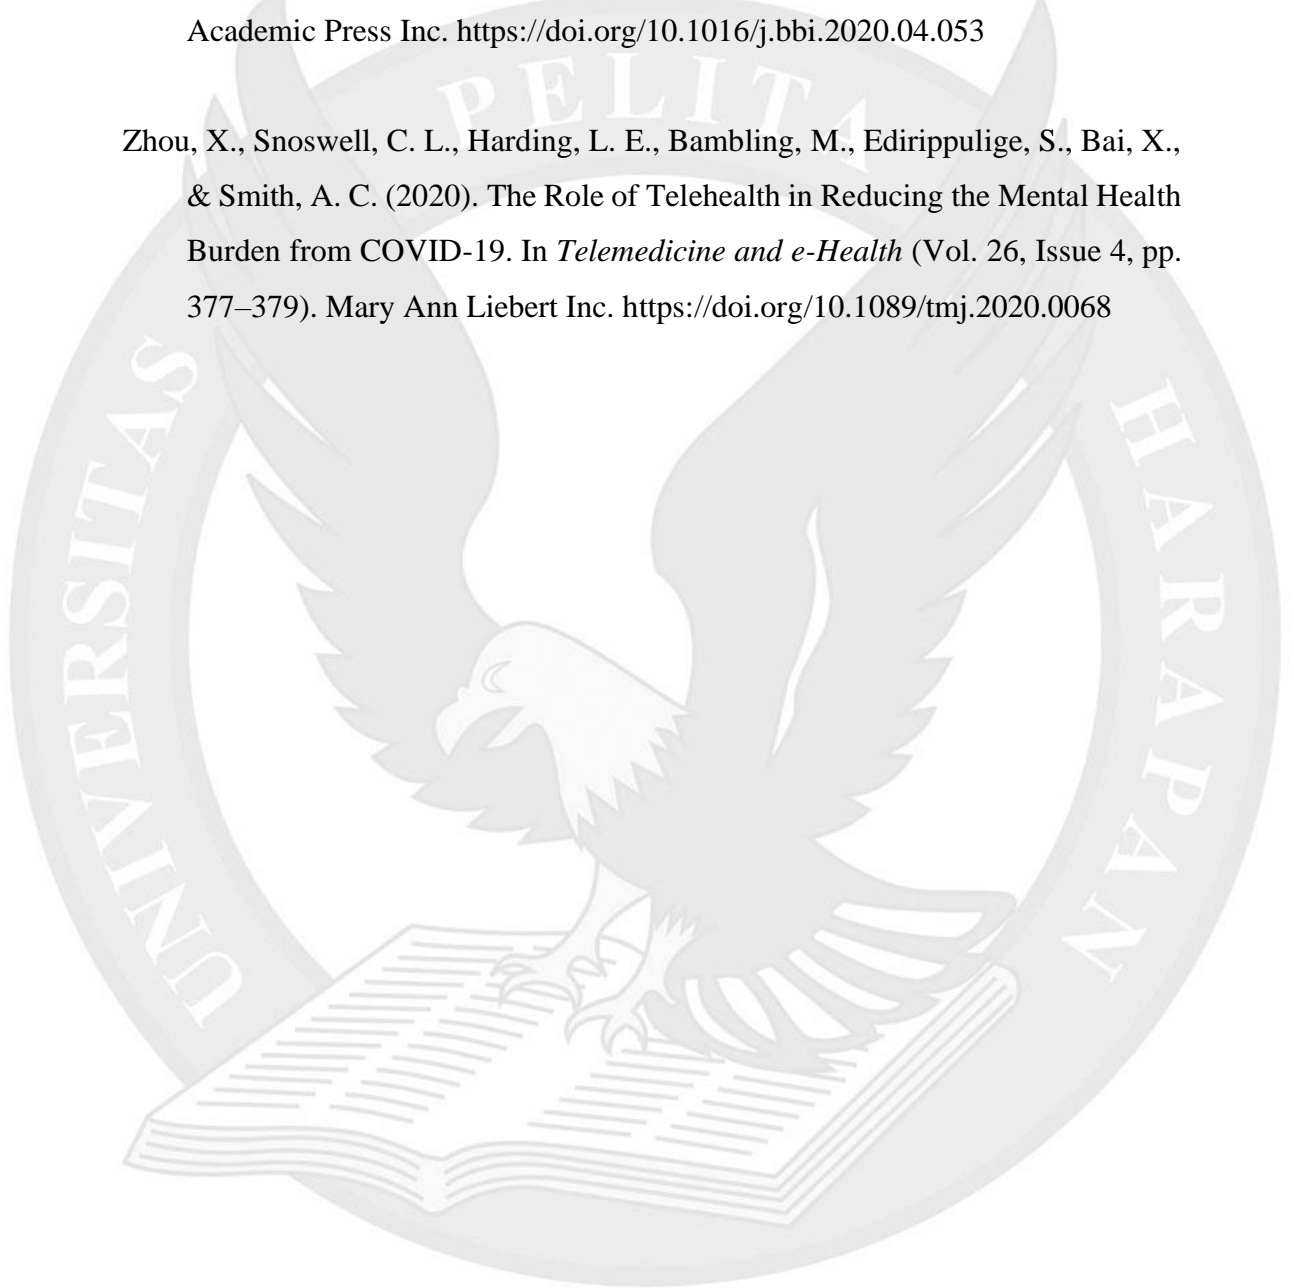 Academic Press Inc. https://doi.org/10.1016/j.bbi.2020.04.053
Zhou, X., Snoswell, C. L., Harding, L. E., Bambling, M., Edirippulige, S., Bai, X.,
& Smith, A. C. (2020). The Role of Telehealth in Reducing the Mental Health
Burden from COVID-19. In Telemedicine and e-Health (Vol. 26, Issue 4, pp.
377–379). Mary Ann Liebert Inc. https://doi.org/10.1089/tmj.2020.0068
UNIVERSITAS PELITA HARAPAN